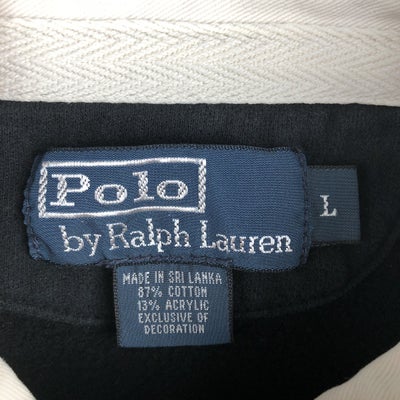 Polo
by Ralph Lauren
L
MADE IN SRI LANKA
87% COTTON
13% ACRYLIC
EXCLUSIVE OF
DECORATION